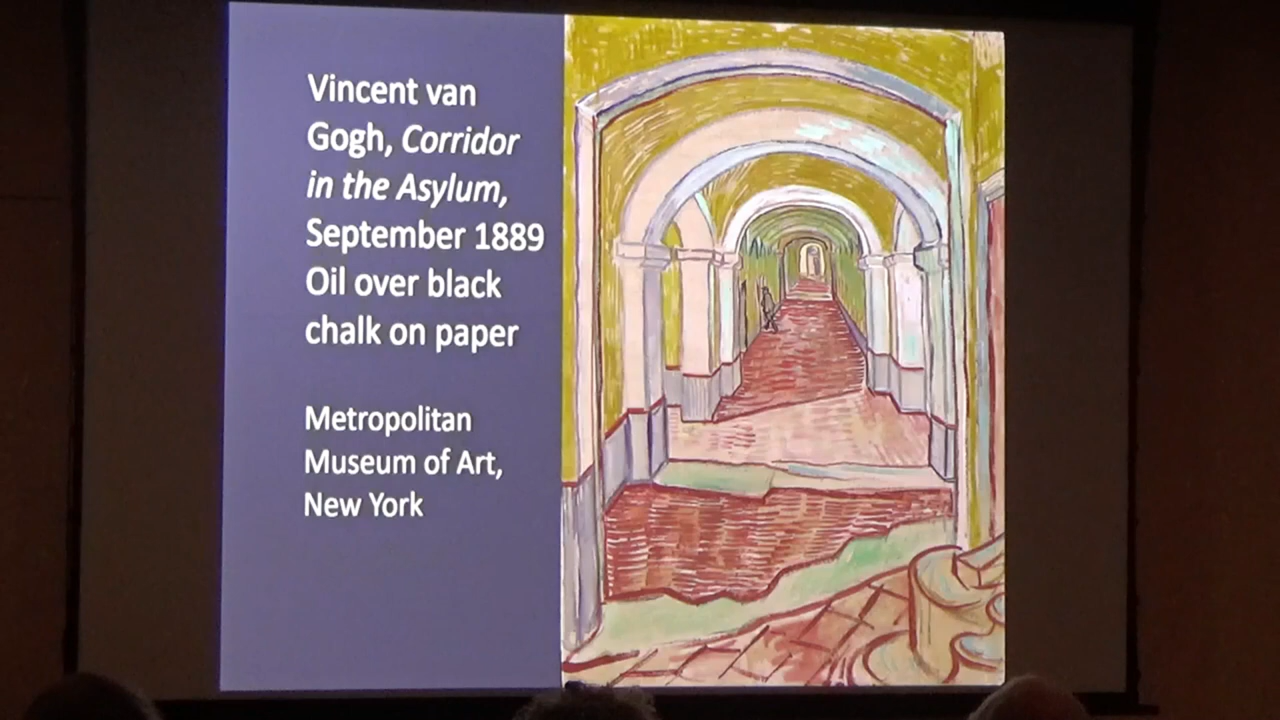 Vincent van
Gogh, Corridor
in the Asylum,
September 1889
Oil over black
chalk on paper
Metropolitan
Museum of Art,
New York